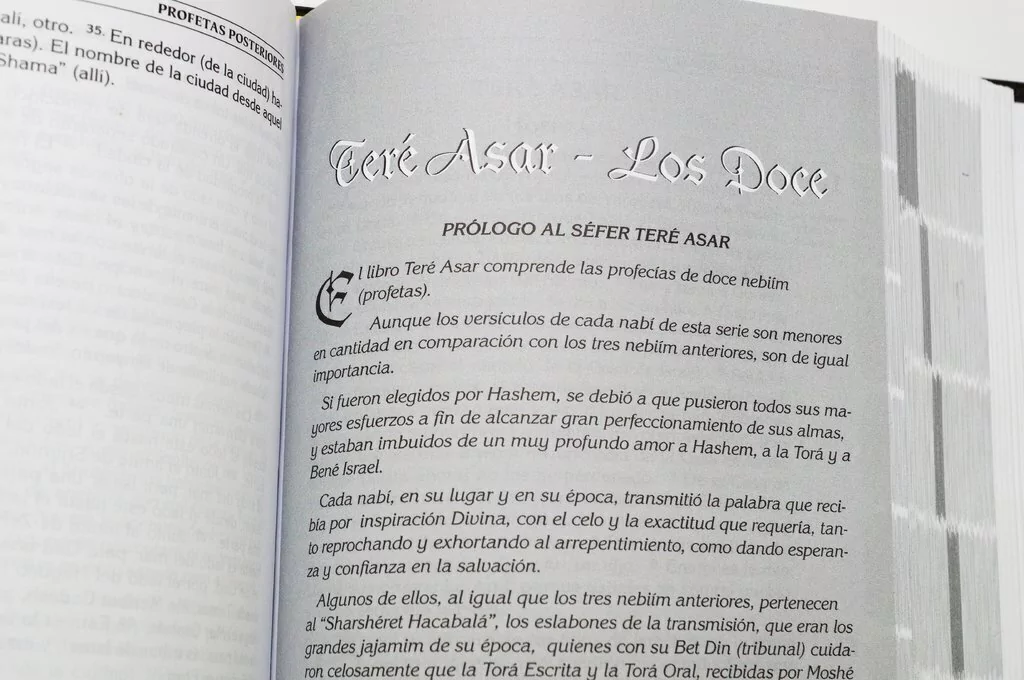 PROFETAS POSTERIORES
alí, otro. 35. En rededor (de la ciudad) ha-
aras). El nombre de la ciudad desde aquel
Shama” (allí).
Teré Asar - Los Doce
PRÓLOGO AL SÉFER TERÉ ASAR
El libro Teré Asar comprende las profecías de doce nebiím
(profetas).
Aunque los versículos de cada nabí de esta serie son menores
en cantidad en comparación con los tres nebiím anteriores, son de igual
importancia.
Si fueron elegidos por Hashem, se debió a que pusieron todos sus ma-
yores esfuerzos a fin de alcanzar gran perfeccionamiento de sus almas,
y estaban imbuidos de un muy profundo amor a Hashem, a la Torá y a
Bené Israel.
Cada nabí, en su lugar y en su época, transmitió la palabra que reci-
bía por inspiración Divina, con el celo y la exactitud que requería, tan-
to reprochando y exhortando al arrepentimiento, como dando esperan-
za y confianza en la salvación.
Algunos de ellos, al igual que los tres nebiím anteriores, pertenecen
al “Sharshéret Hacabalá”, los eslabones de la transmisión, que eran los
grandes jajamim de su época, quienes con su Bet Din (tribunal) cuida-
ron celosamente que la Torá Escrita y la Torá Oral, recibidas por Moshé